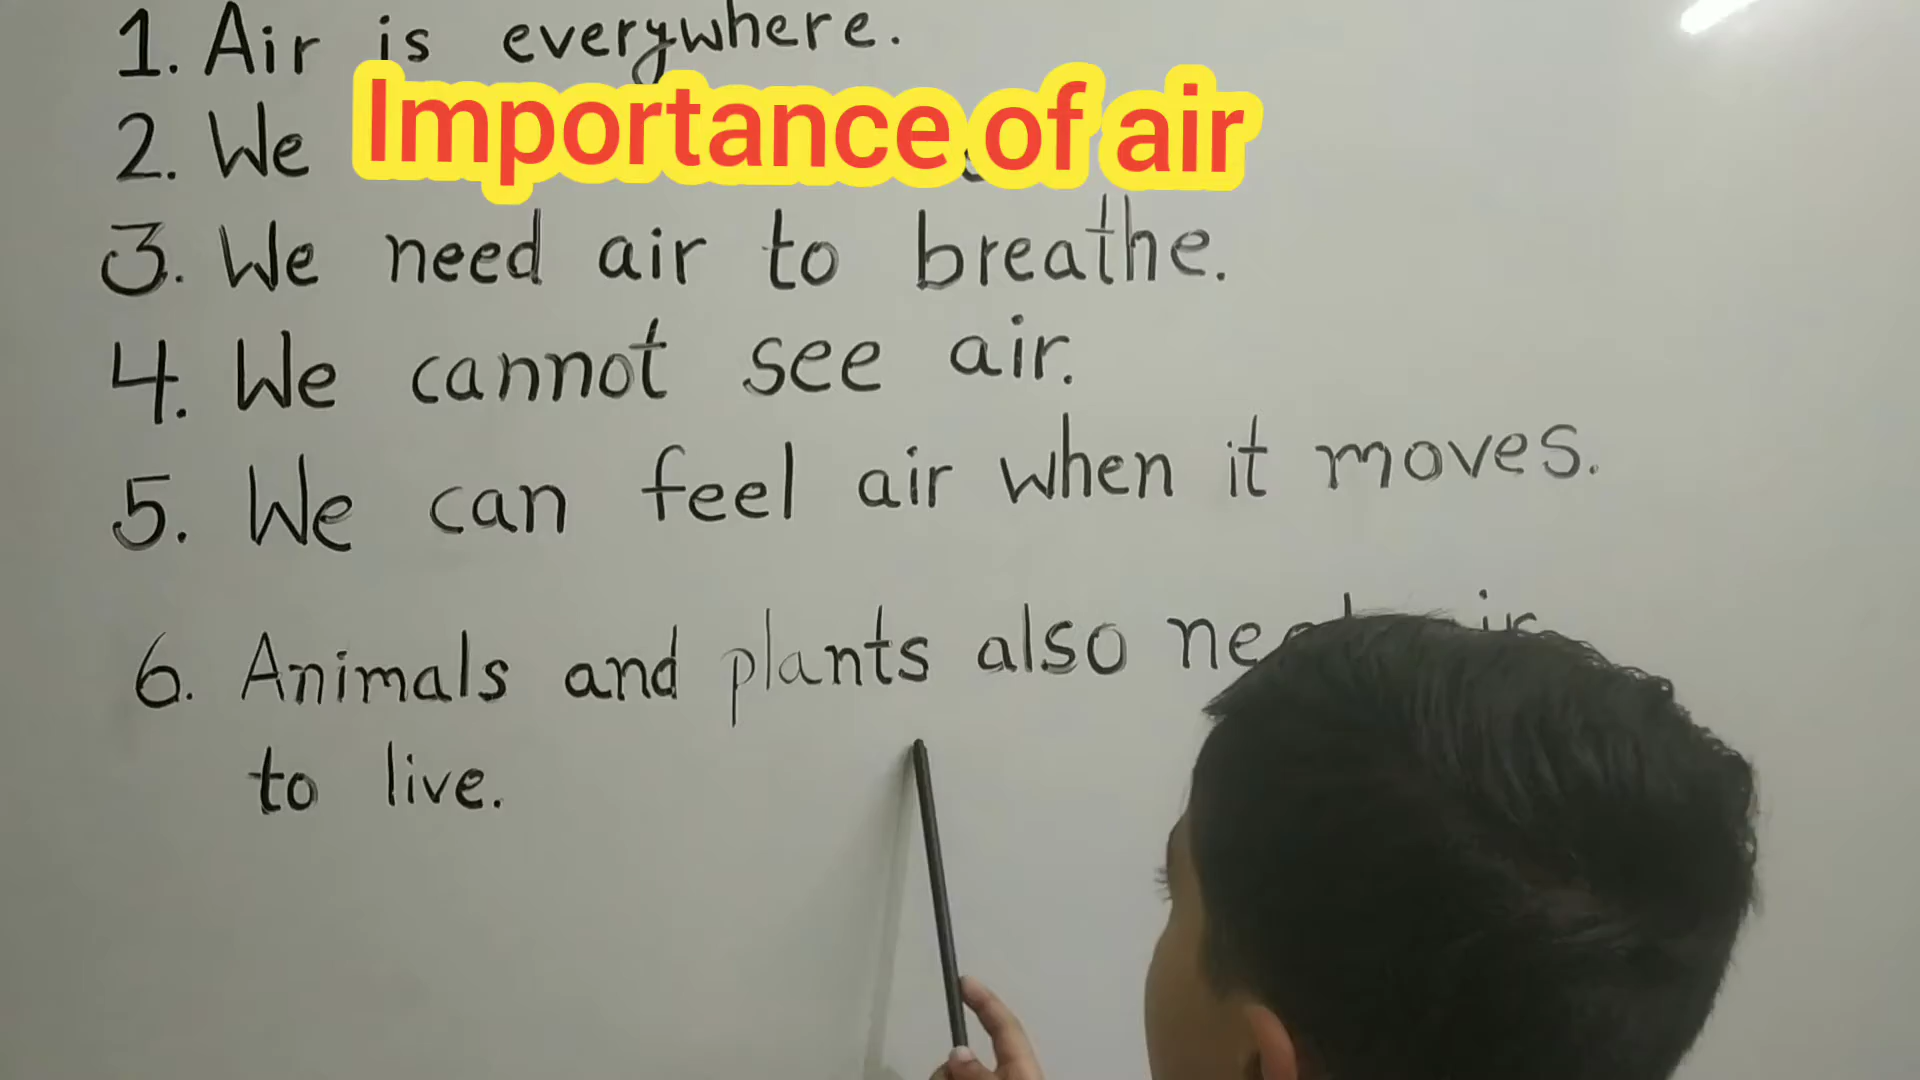 1. Air is everywhere.
Importance of air
2. We
3. We need air to breathe.
4. We cannot see air.
5. We can feel air when it moves.
6. Animals and plants also
to live.